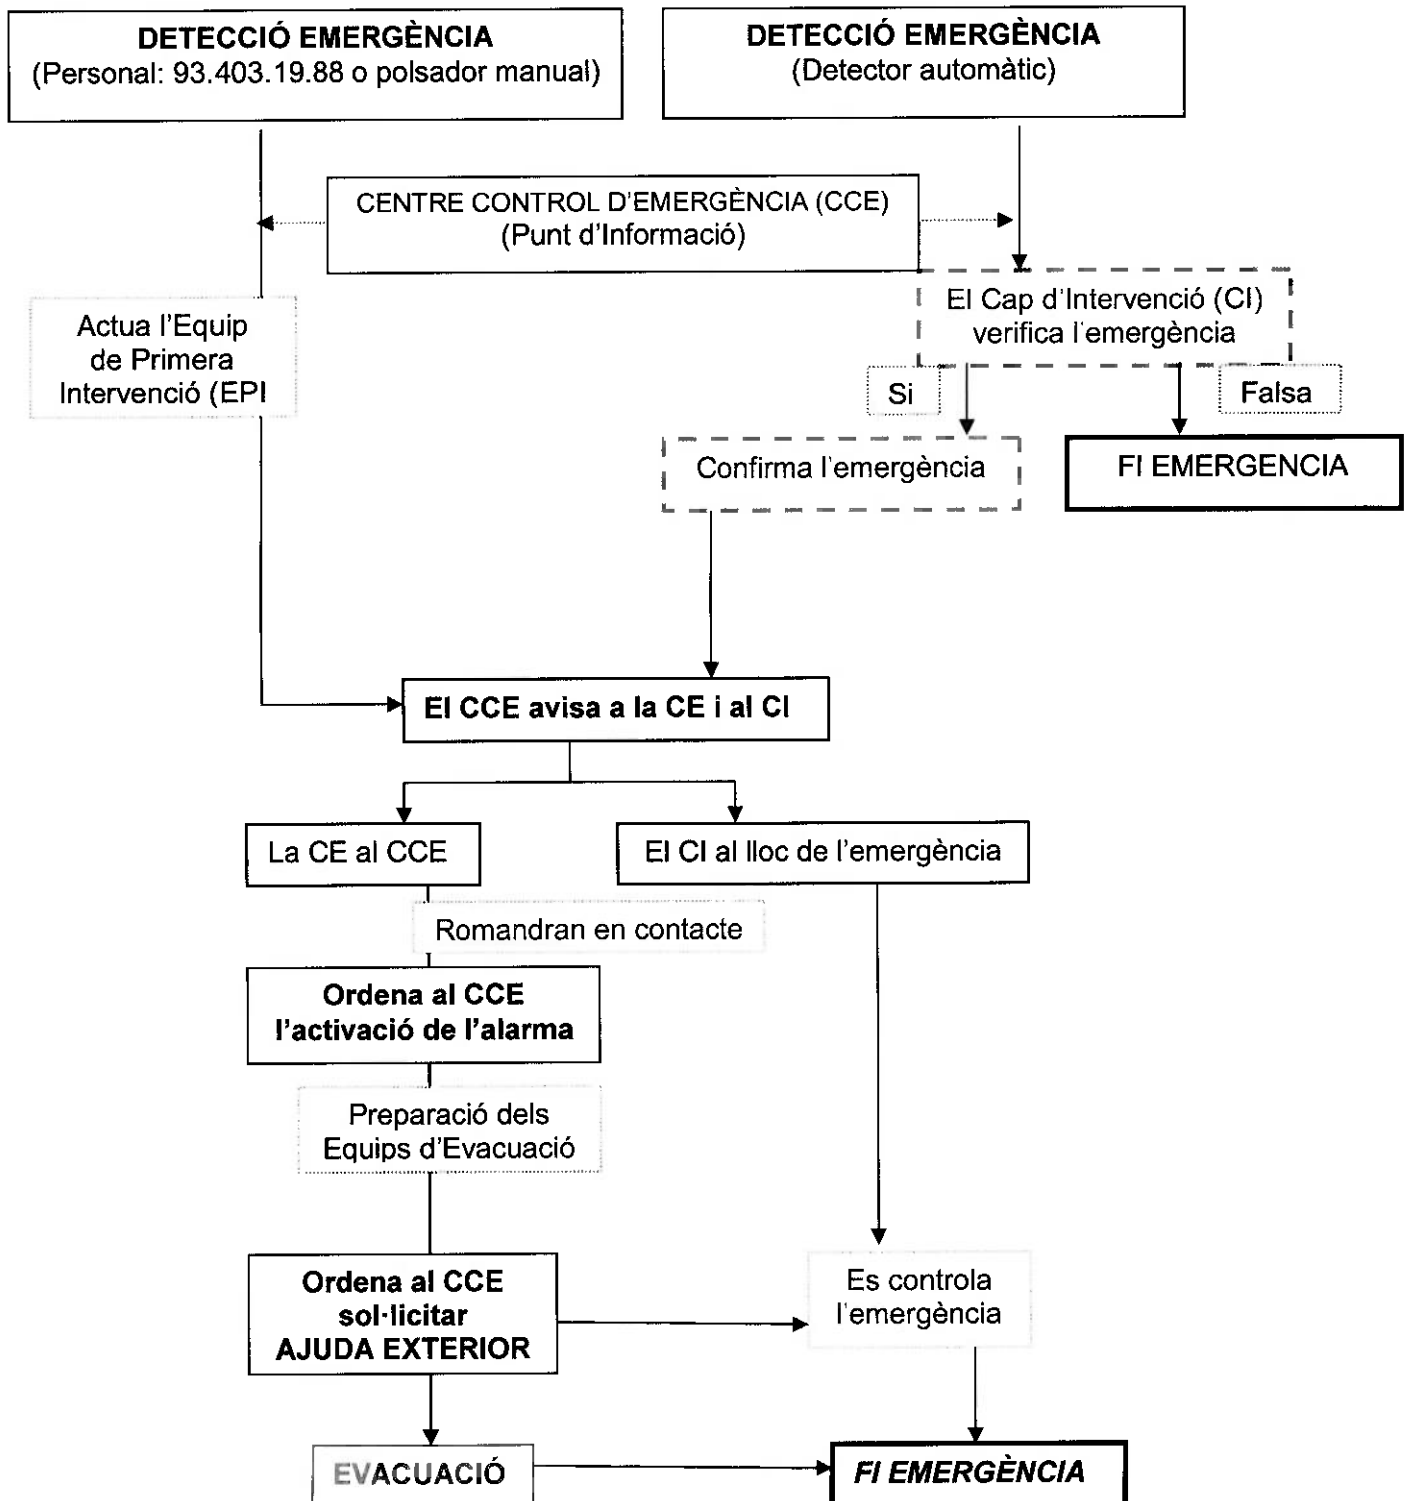 DETECCIÓ EMERGÈNCIA
(Personal: 93.403.19.88 o polsador manual)
DETECCIÓ EMERGÈNCIA
(Detector automàtic)
CENTRE CONTROL D'EMERGÈNCIA (CCE)
(Punt d'Informació)
Actua l'Equip
de Primera
Intervenció (EPI
El Cap d'Intervenció (CI)
verifica l'emergència
Si
Falsa
Confirma l'emergència
FI EMERGENCIA
El CCE avisa a la CE i al CI
La CE al CCE
El CI al lloc de l'emergència
Romandran en contacte
Ordena al CCE
l'activació de l'alarma
Preparació dels
Equips d'Evacuació
Ordena al CCE
sol·licitar
AJUDA EXTERIOR
Es controla
l'emergència
EVACUACIÓ
FI EMERGÈNCIA